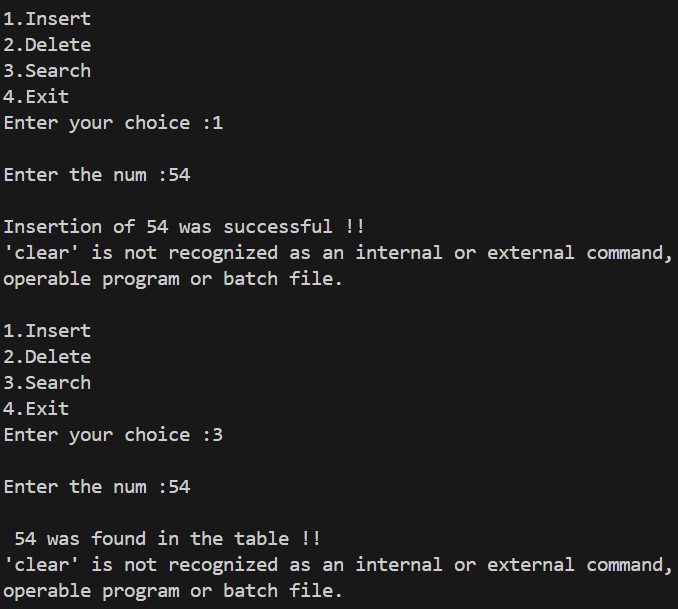 1.Insert
2.Delete
3.Search
4.Exit
Enter your choice :1
Enter the num :54
Insertion of 54 was successful !!
'clear' is not recognized as an internal or external command,
operable program or batch file.
1.Insert
2.Delete
3.Search
4.Exit
Enter your choice :3
Enter the num :54
54 was found in the table !!
'clear' is not recognized as an internal or external command,
operable program or batch file.